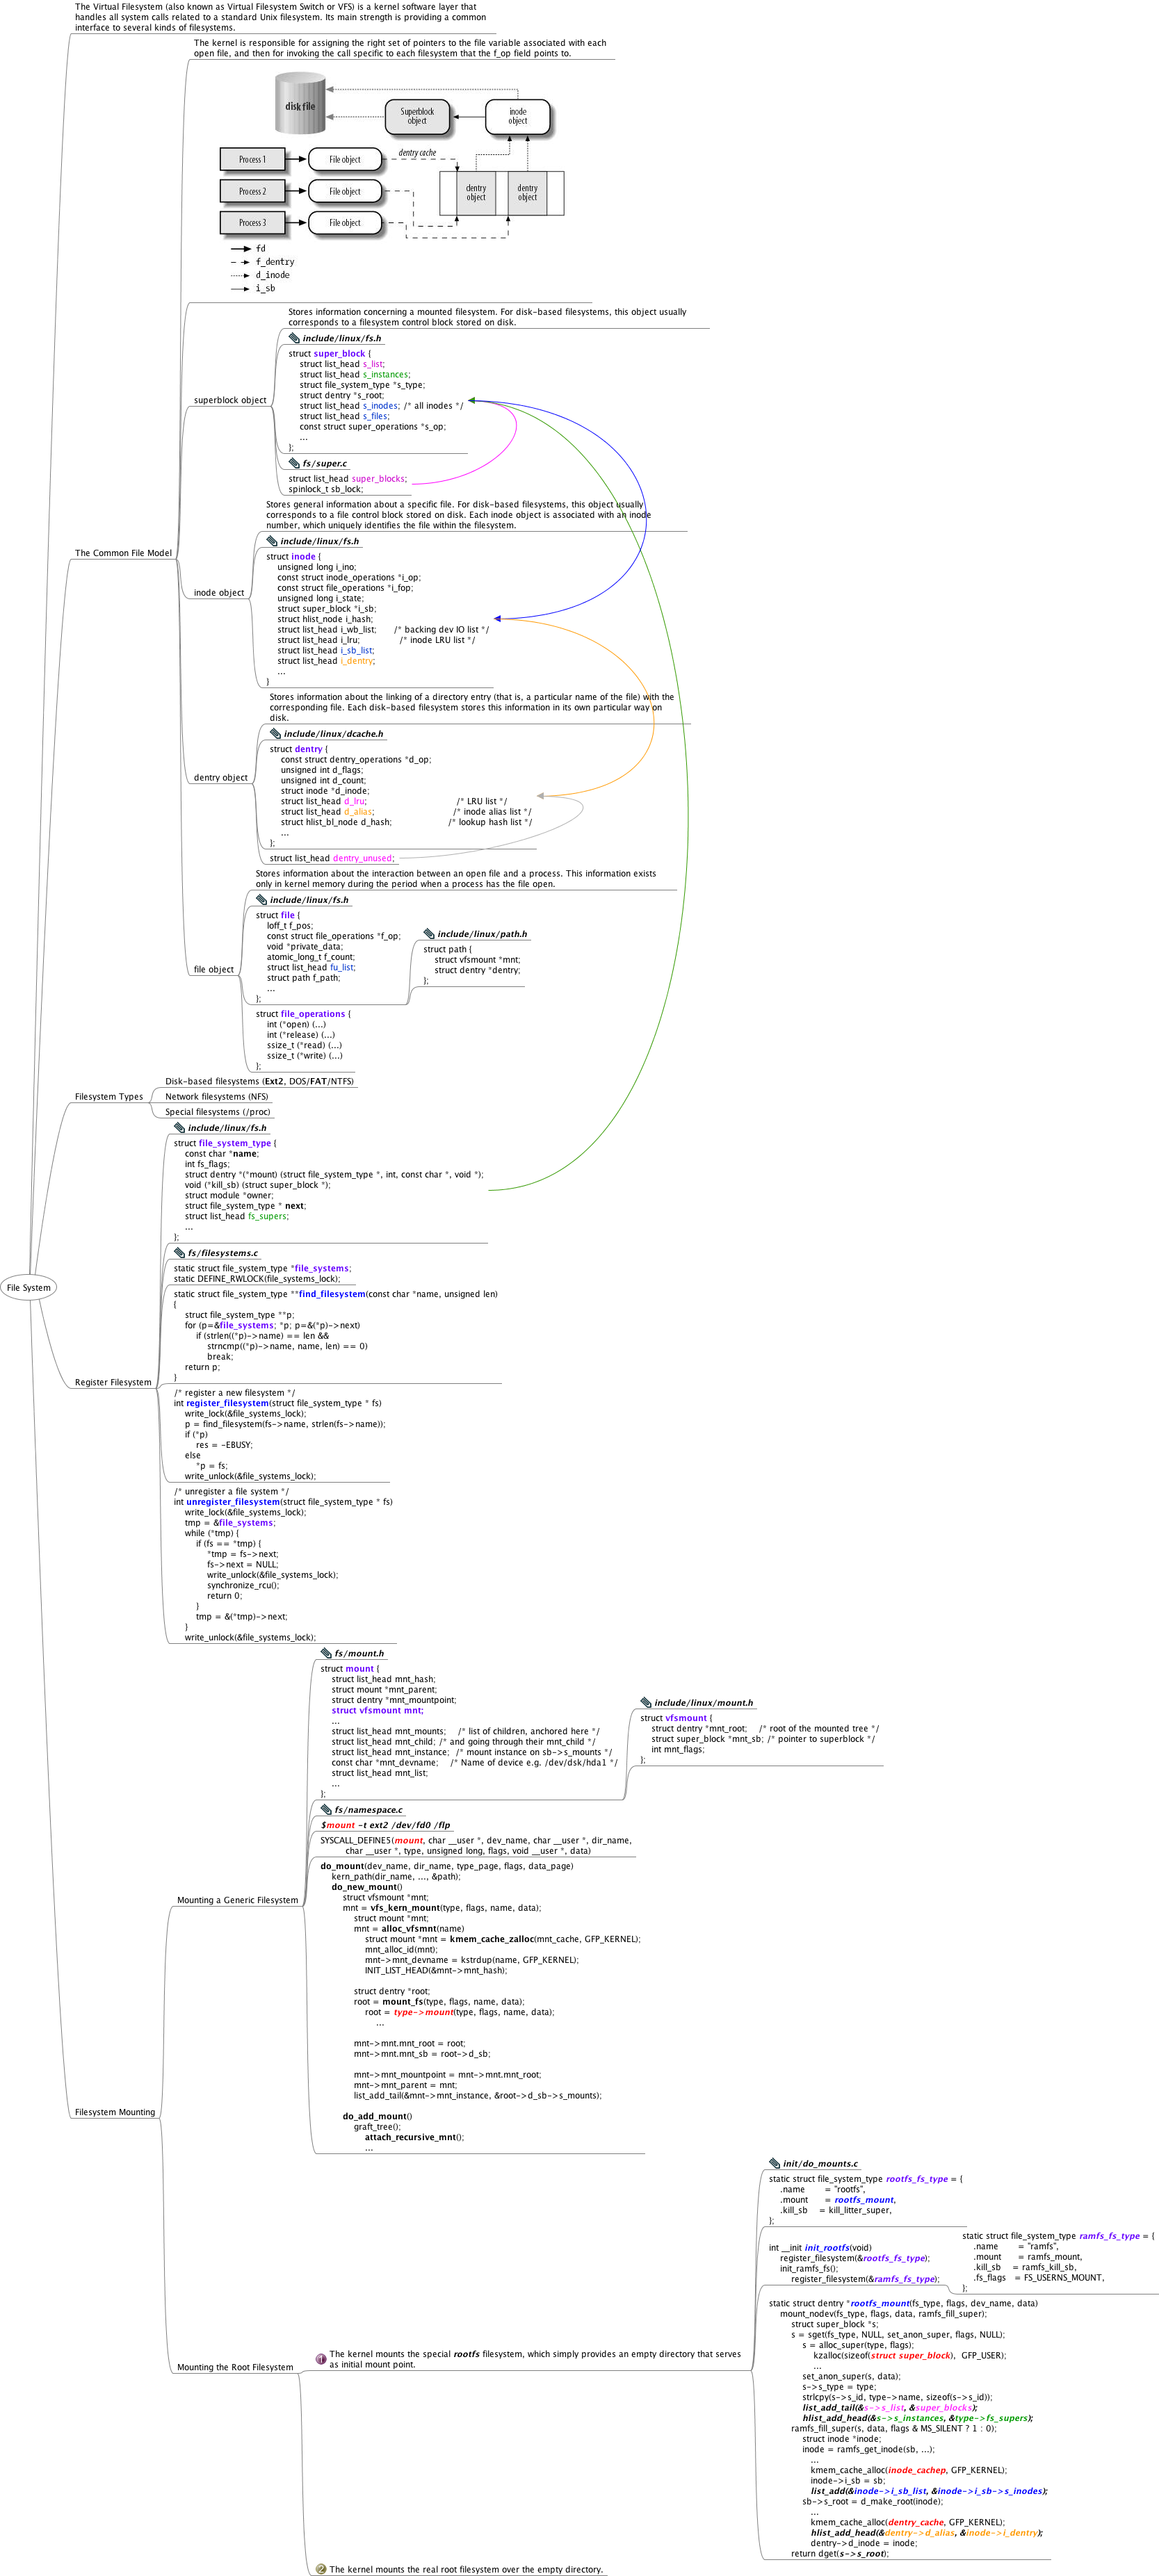 The Virtual Filesystem (also known as Virtual Filesystem Switch or VFS) is a kernel software layer that
handles all system calls related to a standard Unix filesystem. Its main strength is providing a common
interface to several kinds of filesystems.
The kernel is responsible for assigning the right set of pointers to the file variable associated with each
open file, and then for invoking the call specific to each filesystem that the f_op field points to.
disk file
Superblock
object
inode
object
Process 1
File object
dentry cache
Process 2
File object
dentry
object
dentry
object
Process 3
File object
fd
f_dentry
d_inode
i_sb
The Common File Model
superblock object
Stores information concerning a mounted filesystem. For disk-based filesystems, this object usually
corresponds to a filesystem control block stored on disk.
include/linux/fs.h
struct super_block {
struct list_head s_list;
struct list_head s_instances;
struct file_system_type *s_type;
struct dentry *s_root;
struct list_head s_inodes; /* all inodes */
struct list_head s_files;
const struct super_operations *s_op;
...
};
fs/super.c
struct list_head super_blocks;
spinlock_t sb_lock;
inode object
Stores general information about a specific file. For disk-based filesystems, this object usually
corresponds to a file control block stored on disk. Each inode object is associated with an inode
number, which uniquely identifies the file within the filesystem.
include/linux/fs.h
struct inode {
unsigned long i_ino;
const struct inode_operations *i_op;
const struct file_operations *i_fop;
unsigned long i_state;
struct super_block *i_sb;
struct hlist_node i_hash;
struct list_head i_wb_list; /* backing dev IO list */
struct list_head i_lru; /* inode LRU list */
struct list_head i_sb_list;
struct list_head i_dentry;
...
}
dentry object
Stores information about the linking of a directory entry (that is, a particular name of the file) with the
corresponding file. Each disk-based filesystem stores this information in its own particular way on
disk.
include/linux/dcache.h
struct dentry {
const struct dentry_operations *d_op;
unsigned int d_flags;
unsigned int d_count;
struct inode *d_inode;
struct list_head d_lru; /* LRU list */
struct list_head d_alias; /* inode alias list */
struct hlist_bl_node d_hash; /* lookup hash list */
...
};
struct list_head dentry_unused;
file object
Stores information about the interaction between an open file and a process. This information exists
only in kernel memory during the period when a process has the file open.
include/linux/fs.h
struct file {
loff_t f_pos;
const struct file_operations *f_op;
void *private_data;
atomic_long_t f_count;
struct list_head fu_list;
struct path f_path;
...
};
include/linux/path.h
struct path {
struct vfsmount *mnt;
struct dentry *dentry;
};
struct file_operations {
int (*open) (...)
int (*release) (...)
ssize_t (*read) (...)
ssize_t (*write) (...)
};
Filesystem Types
Disk-based filesystems (Ext2, DOS/FAT/NTFS)
Network filesystems (NFS)
Special filesystems (/proc)
File System
Register Filesystem
include/linux/fs.h
struct file_system_type {
const char *name;
int fs_flags;
struct dentry *(*mount) (struct file_system_type *, int, const char *, void *);
void (*kill_sb) (struct super_block *);
struct module *owner;
struct file_system_type * next;
struct list_head fs_supers;
...
};
fs/filesystems.c
static struct file_system_type *file_systems;
static DEFINE_RWLOCK(file_systems_lock);
static struct file_system_type **find_filesystem(const char *name, unsigned len)
{
struct file_system_type **p;
for (p=&file_systems; *p; p=&(*p)->next)
if (strlen((*p)->name) == len &&
strncmp((*p)->name, name, len) == 0)
break;
return p;
}
/* register a new filesystem */
int register_filesystem(struct file_system_type * fs)
write_lock(&file_systems_lock);
p = find_filesystem(fs->name, strlen(fs->name));
if (*p)
res = -EBUSY;
else
*p = fs;
write_unlock(&file_systems_lock);
/* unregister a file system */
int unregister_filesystem(struct file_system_type * fs)
write_lock(&file_systems_lock);
tmp = &file_systems;
while (*tmp) {
if (fs == *tmp) {
*tmp = fs->next;
fs->next = NULL;
write_unlock(&file_systems_lock);
synchronize_rcu();
return 0;
}
tmp = &(*tmp)->next;
}
write_unlock(&file_systems_lock);
Filesystem Mounting
Mounting a Generic Filesystem
fs/mount.h
struct mount {
struct list_head mnt_hash;
struct mount *mnt_parent;
struct dentry *mnt_mountpoint;
struct vfsmount mnt;
...
struct list_head mnt_mounts; /* list of children, anchored here */
struct list_head mnt_child; /* and going through their mnt_child */
struct list_head mnt_instance; /* mount instance on sb->s_mounts */
const char *mnt_devname; /* Name of device e.g. /dev/dsk/hda1 */
struct list_head mnt_list;
...
};
include/linux/mount.h
struct vfsmount {
struct dentry *mnt_root; /* root of the mounted tree */
struct super_block *mnt_sb; /* pointer to superblock */
int mnt_flags;
};
fs/namespace.c
$mount -t ext2 /dev/fd0 /flp
SYSCALL_DEFINE5(mount, char __user *, dev_name, char __user *, dir_name,
char __user *, type, unsigned long, flags, void __user *, data)
do_mount(dev_name, dir_name, type_page, flags, data_page)
kern_path(dir_name, ..., &path);
do_new_mount()
struct vfsmount *mnt;
mnt = vfs_kern_mount(type, flags, name, data);
struct mount *mnt;
mnt = alloc_vfsmnt(name)
struct mount *mnt = kmem_cache_zalloc(mnt_cache, GFP_KERNEL);
mnt_alloc_id(mnt);
mnt->mnt_devname = kstrdup(name, GFP_KERNEL);
INIT_LIST_HEAD(&mnt->mnt_hash);
struct dentry *root;
root = mount_fs(type, flags, name, data);
root = type->mount(type, flags, name, data);
...
mnt->mnt.mnt_root = root;
mnt->mnt.mnt_sb = root->d_sb;
mnt->mnt_mountpoint = mnt->mnt.mnt_root;
mnt->mnt_parent = mnt;
list_add_tail(&mnt->mnt_instance, &root->d_sb->s_mounts);
do_add_mount()
graft_tree();
attach_recursive_mnt();
...
Mounting the Root Filesystem
1 The kernel mounts the special rootfs filesystem, which simply provides an empty directory that serves
as initial mount point.
init/do_mounts.c
static struct file_system_type rootfs_fs_type = {
.name = "rootfs",
.mount = rootfs_mount,
.kill_sb = kill_litter_super,
};
int __init init_rootfs(void)
register_filesystem(&rootfs_fs_type);
init_ramfs_fs();
register_filesystem(&ramfs_fs_type);
static struct file_system_type ramfs_fs_type = {
.name = "ramfs",
.mount = ramfs_mount,
.kill_sb = ramfs_kill_sb,
.fs_flags = FS_USERNS_MOUNT,
};
static struct dentry *rootfs_mount(fs_type, flags, dev_name, data)
mount_nodev(fs_type, flags, data, ramfs_fill_super);
struct super_block *s;
s = sget(fs_type, NULL, set_anon_super, flags, NULL);
s = alloc_super(type, flags);
kzalloc(sizeof(struct super_block), GFP_USER);
...
set_anon_super(s, data);
s->s_type = type;
strlcpy(s->s_id, type->name, sizeof(s->s_id));
list_add_tail(&s->s_list, &super_blocks);
hlist_add_head(&s->s_instances, &type->fs_supers);
ramfs_fill_super(s, data, flags & MS_SILENT ? 1 : 0);
struct inode *inode;
inode = ramfs_get_inode(sb, ...);
...
kmem_cache_alloc(inode_cachep, GFP_KERNEL);
inode->i_sb = sb;
list_add(&inode->i_sb_list, &inode->i_sb->s_inodes);
sb->s_root = d_make_root(inode);
...
kmem_cache_alloc(dentry_cache, GFP_KERNEL);
hlist_add_head(&dentry->d_alias, &inode->i_dentry);
dentry->d_inode = inode;
return dget(s->s_root);
2 The kernel mounts the real root filesystem over the empty directory.